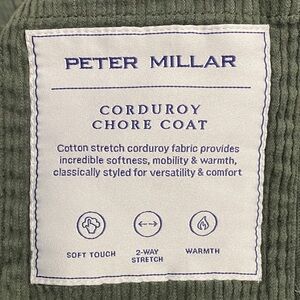 PETER MILLAR
CORDUROY
CHORE COAT
Cotton stretch corduroy fabric provides
incredible softness, mobility & warmth,
classically styled for versatility & comfort
SOFT TOUCH
2-WAY
STRETCH
WARMTH